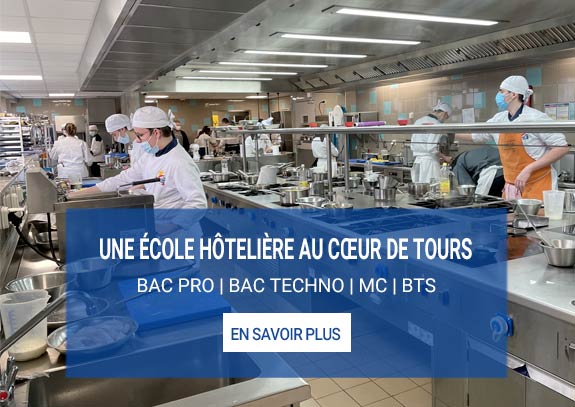 UNE ÉCOLE HÔTELIÈRE AU CŒUR DE TOURS
BAC PRO | BAC TECHNO | MC | BTS
EN SAVOIR PLUS